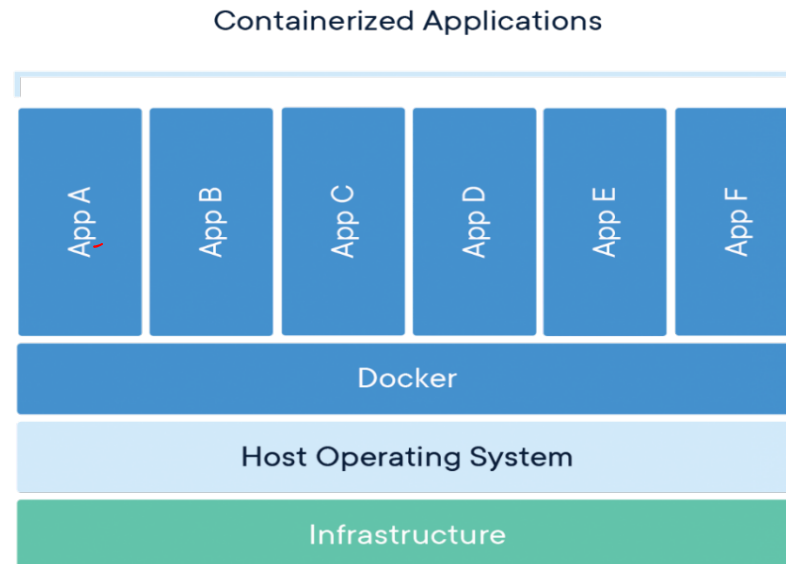 Containerized Applications
App A
App B
App C
App D
App E
App F
Docker
Host Operating System
Infrastructure